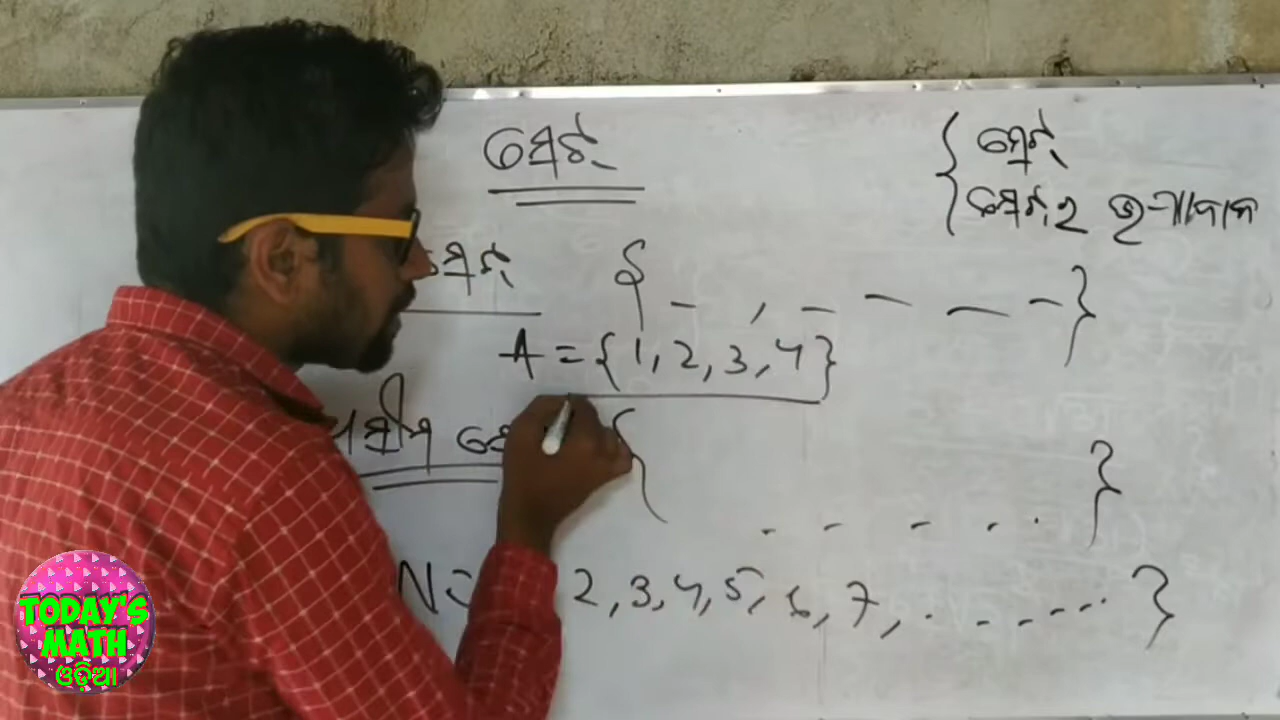 ସେଟ୍
{ ସେଟ୍
ସେଟ୍‌ର ଉପାଦାନ
ସେଟ୍ { – , – – – – }
A = {1, 2, 3, 4}
{ . - - - - . }
N = 2, 3, 4, 5, 6, 7, . - - - - - }
TODAY'S
MATH
ଓଡ଼ିଆ